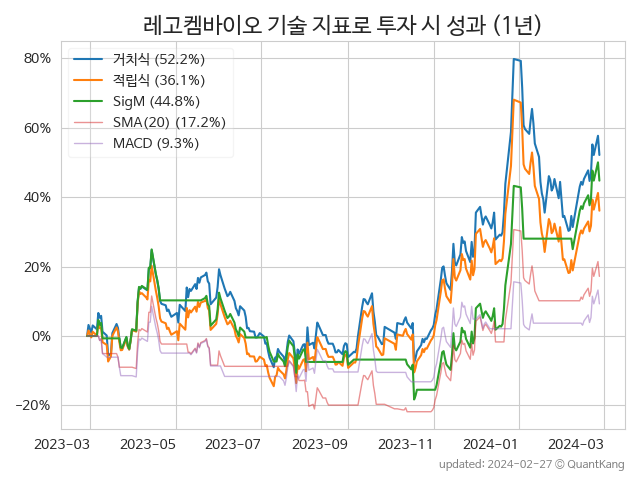 레고켐바이오 기술 지표로 투자 시 성과 (1년)
80%
60%
40%
20%
0%
−20%
거치식 (52.2%)
적립식 (36.1%)
SigM (44.8%)
SMA(20) (17.2%)
MACD (9.3%)
2023-03 2023-05 2023-07 2023-09 2023-11 2024-01 2024-03
updated: 2024-02-27 © QuantKang